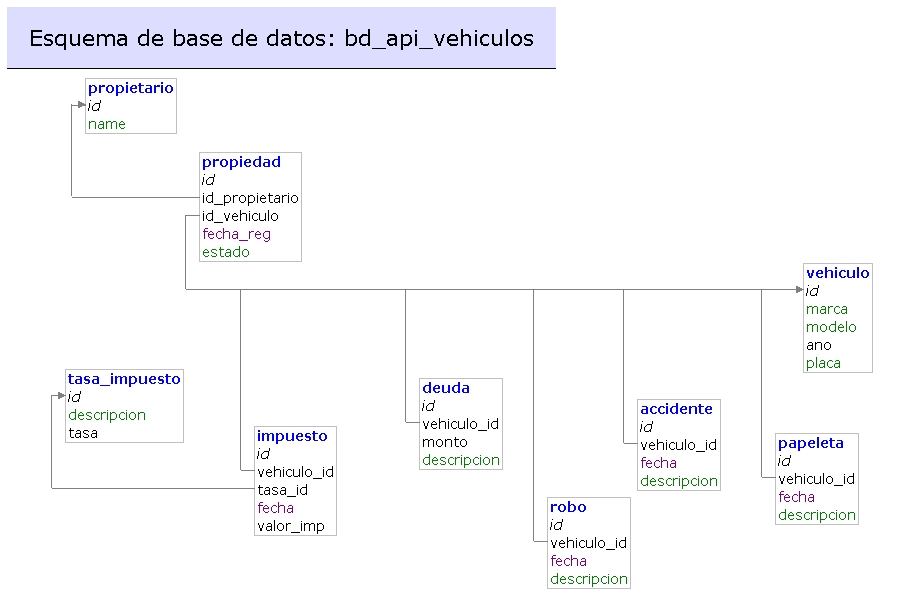 Esquema de base de datos: bd_api_vehiculos
propietario
id
name
propiedad
id
id_propietario
id_vehiculo
fecha_reg
estado
vehiculo
id
marca
modelo
ano
placa
tasa_impuesto
id
descripcion
tasa
impuesto
id
vehiculo_id
tasa_id
fecha
valor_imp
deuda
id
vehiculo_id
monto
descripcion
robo
id
vehiculo_id
fecha
descripcion
accidente
id
vehiculo_id
fecha
descripcion
papeleta
id
vehiculo_id
fecha
descripcion